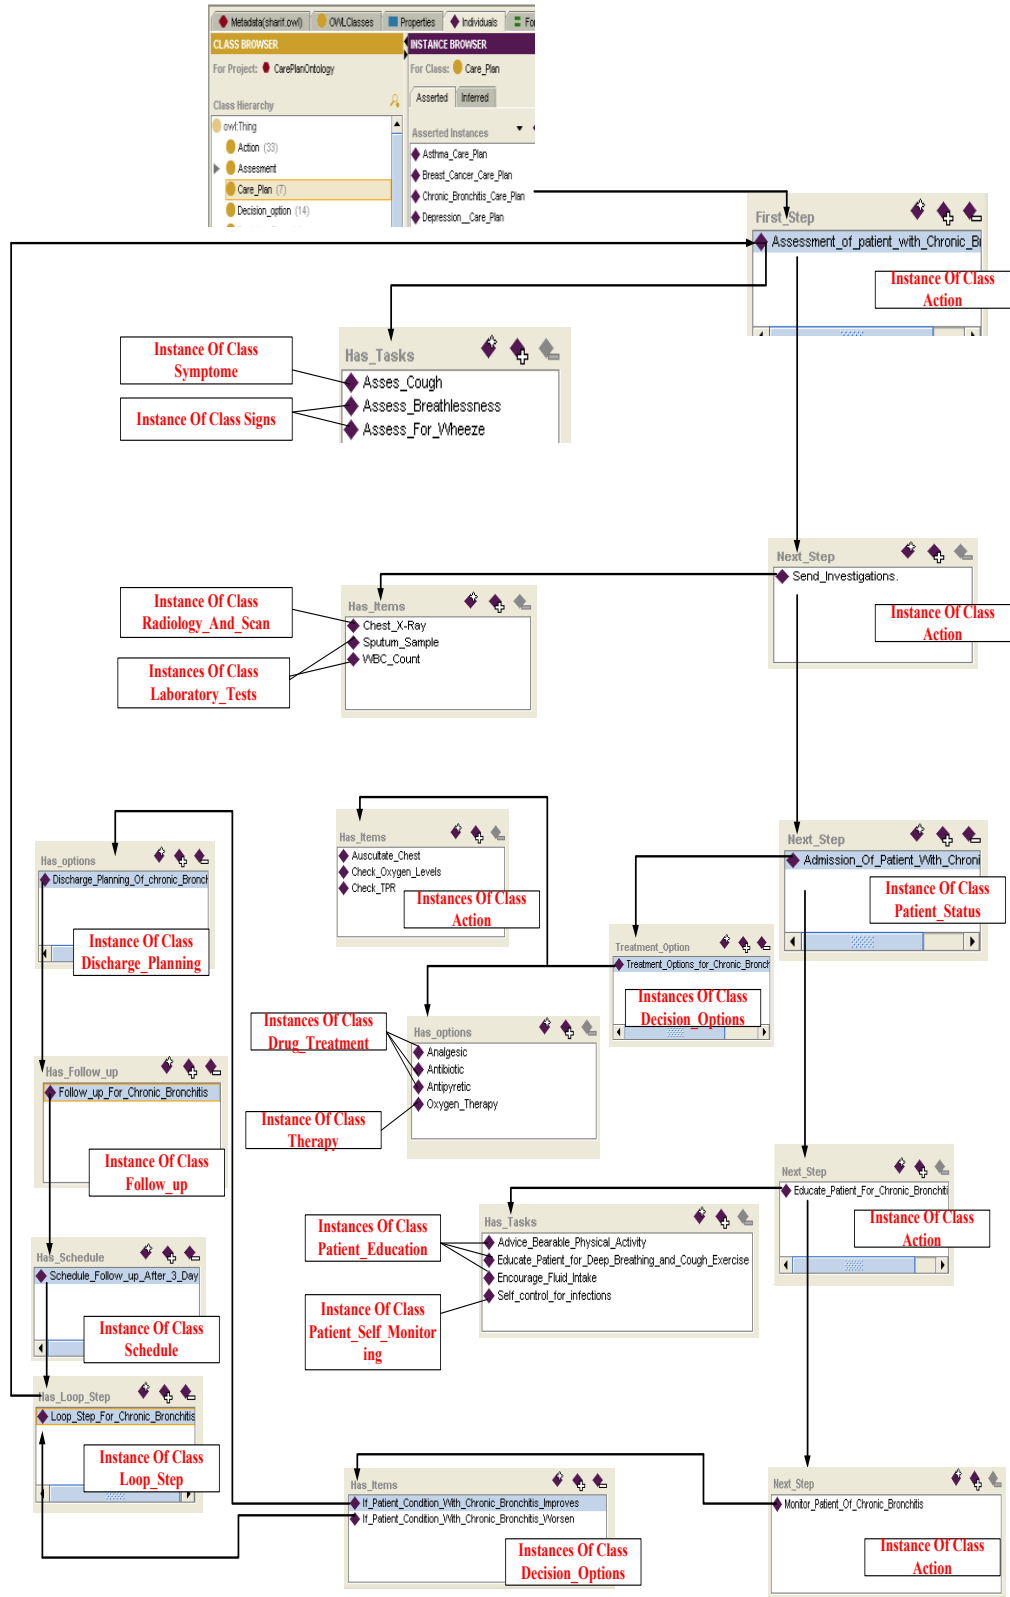 Metadata(sharif.owl)
OWLClasses
Properties
Individuals
For
CLASS BROWSER
INSTANCE BROWSER
For Project:
CarePlanOntology
For Class:
Care_Plan
Asserted
Inferred
Class Hierarchy
Asserted Instances
owl:Thing
Action (33)
Assesment
Care_Plan (7)
Decision_option (14)
Asthma_Care_Plan
Breast_Cancer_Care_Plan
Chronic_Bronchitis_Care_Plan
Depression__Care_Plan
First_Step
Assessment_of_patient_with_Chronic_Br
Instance Of Class
Action
Has_Tasks
Asses_Cough
Assess_Breathlessness
Assess_For_Wheeze
Instance Of Class
Symptome
Instance Of Class Signs
Next_Step
Send_Investigations.
Instance Of Class
Action
Has_Items
Chest_X-Ray
Sputum_Sample
WBC_Count
Instance Of Class
Radiology_And_Scan
Instances Of Class
Laboratory_Tests
Next_Step
Admission_Of_Patient_With_Chroni
Instance Of Class
Patient_Status
Has_Items
Auscultate_Chest
Check_Oxygen_Levels
Check_TPR
Instances Of Class
Action
Has_options
Discharge_Planning_Of_chronic_Bronch
Instance Of Class
Discharge_Planning
Treatment_Option
Treatment_Options_for_Chronic_Bronch
Instances Of Class
Decision_Options
Has_options
Analgesic
Antibiotic
Antipyretic
Oxygen_Therapy
Instances Of Class
Drug_Treatment
Instance Of Class
Therapy
Has_Follow_up
Follow_up_For_Chronic_Bronchitis
Instance Of Class
Follow_up
Next_Step
Educate_Patient_For_Chronic_Bronchiti
Instance Of Class
Action
Has_Tasks
Advice_Bearable_Physical_Activity
Educate_Patient_for_Deep_Breathing_and_Cough_Exercise
Encourage_Fluid_Intake
Self_control_for_infections
Instances Of Class
Patient_Education
Instance Of Class
Patient_Self_Monitor
ing
Has_Schedule
Schedule_Follow_up_After_3_Day
Instance Of Class
Schedule
Has_Loop_Step
Loop_Step_For_Chronic_Bronchitis
Instance Of Class
Loop_Step
Has_Items
If_Patient_Condition_With_Chronic_Bronchitis_Improves
If_Patient_Condition_With_Chronic_Bronchitis_Worsen
Instances Of Class
Decision_Options
Next_Step
Monitor_Patient_Of_Chronic_Bronchitis
Instance Of Class
Action